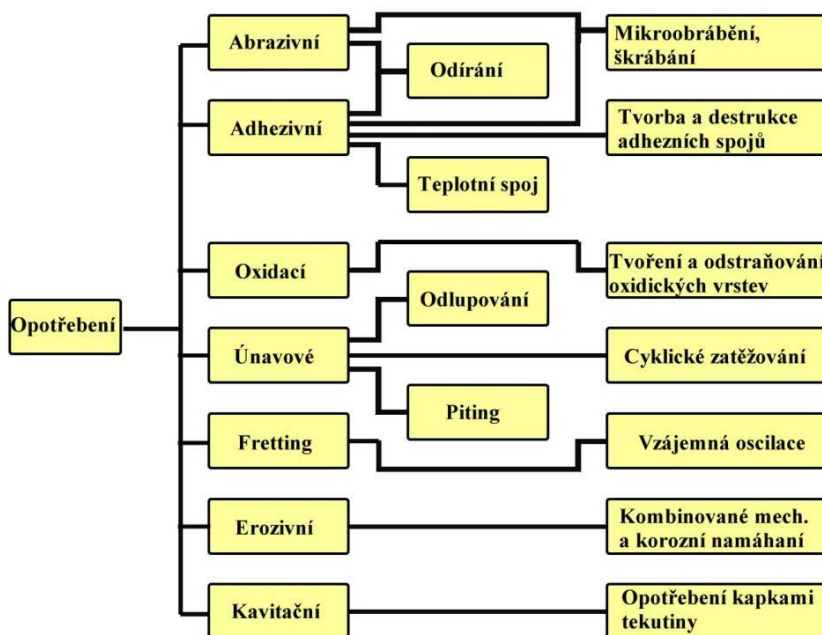 Abrazivní
Mikroobrábění,
škrábání
Odírání
Adhezivní
Tvorba a destrukce
adhezních spojů
Teplotní spoj
Oxidací
Tvoření a odstraňování
oxidických vrstev
Odlupování
Opotřebení
Únavové
Cyklické zatěžování
Piting
Fretting
Vzájemná oscilace
Erozivní
Kombinované mech.
a korozní namáhaní
Kavitační
Opotřebení kapkami
tekutiny